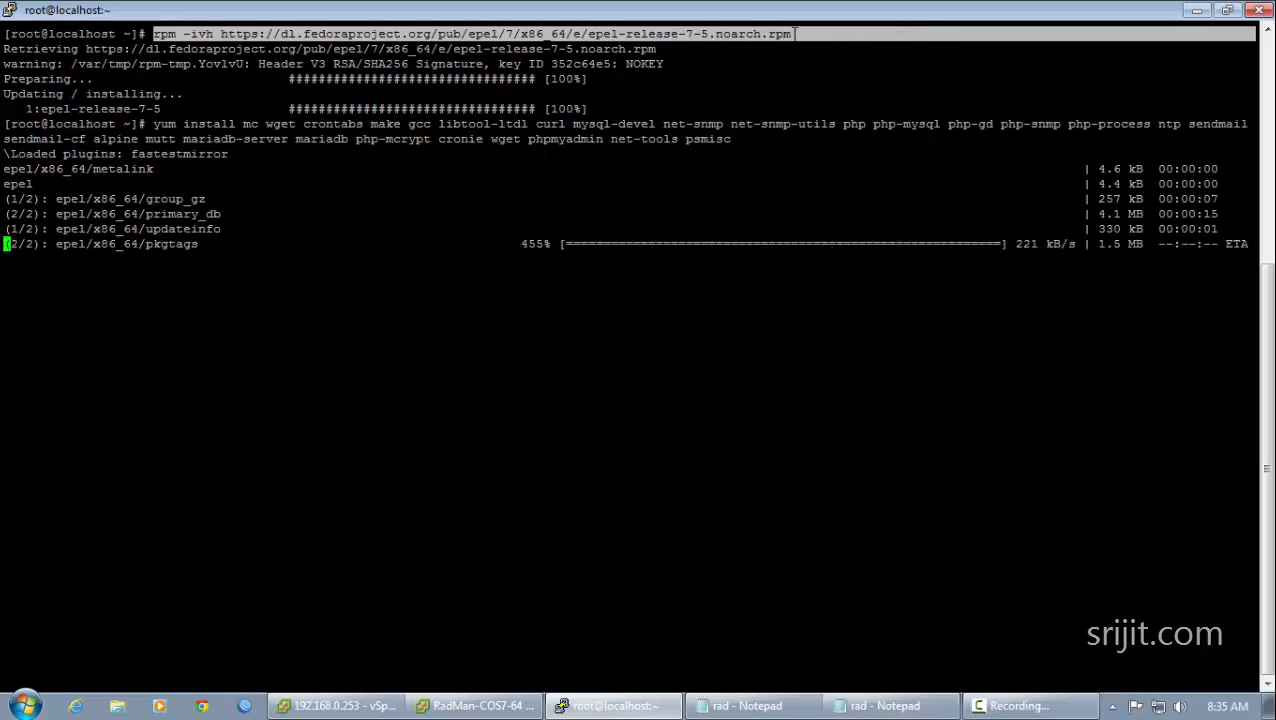 root@localhost:~
[root@localhost ~]# rpm -ivh https://dl.fedoraproject.org/pub/epel/7/x86_64/e/epel-release-7-5.noarch.rpm
Retrieving https://dl.fedoraproject.org/pub/epel/7/x86_64/e/epel-release-7-5.noarch.rpm
warning: /var/tmp/rpm-tmp.YovlvU: Header V3 RSA/SHA256 Signature, key ID 352c64e5: NOKEY
Preparing...                          ################################# [100%]
Updating / installing...
   1:epel-release-7-5                 ################################# [100%]
[root@localhost ~]# yum install mc wget crontabs make gcc libtool-ltdl curl mysql-devel net-snmp net-snmp-utils php php-mysql php-gd php-snmp php-process ntp sendmail
sendmail-cf alpine mutt mariadb-server mariadb php-mcrypt cronie wget phpmyadmin net-tools psmisc
\Loaded plugins: fastestmirror
epel/x86_64/metalink | 4.6 kB 00:00:00
epel | 4.4 kB 00:00:00
(1/2): epel/x86_64/group_gz | 257 kB 00:00:07
(2/2): epel/x86_64/primary_db | 4.1 MB 00:00:15
(1/2): epel/x86_64/updateinfo | 330 kB 00:00:01
(2/2): epel/x86_64/pkgtags 455% [==========================================================] 221 kB/s | 1.5 MB --:--:-- ETA
srijit.com
192.168.0.253 - vSp... RadMan-COS7-64 ... root@localhost:~ rad - Notepad rad - Notepad Recording... 8:35 AM